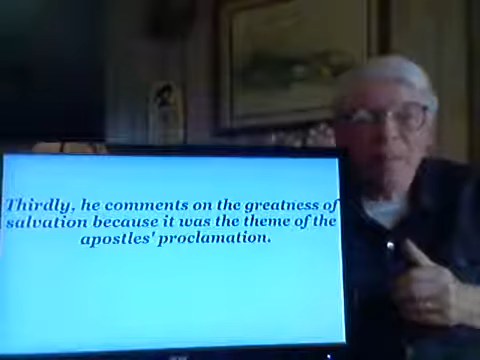 Thirdly, he comments on the greatness of
salvation because it was the theme of the
apostles' proclamation.